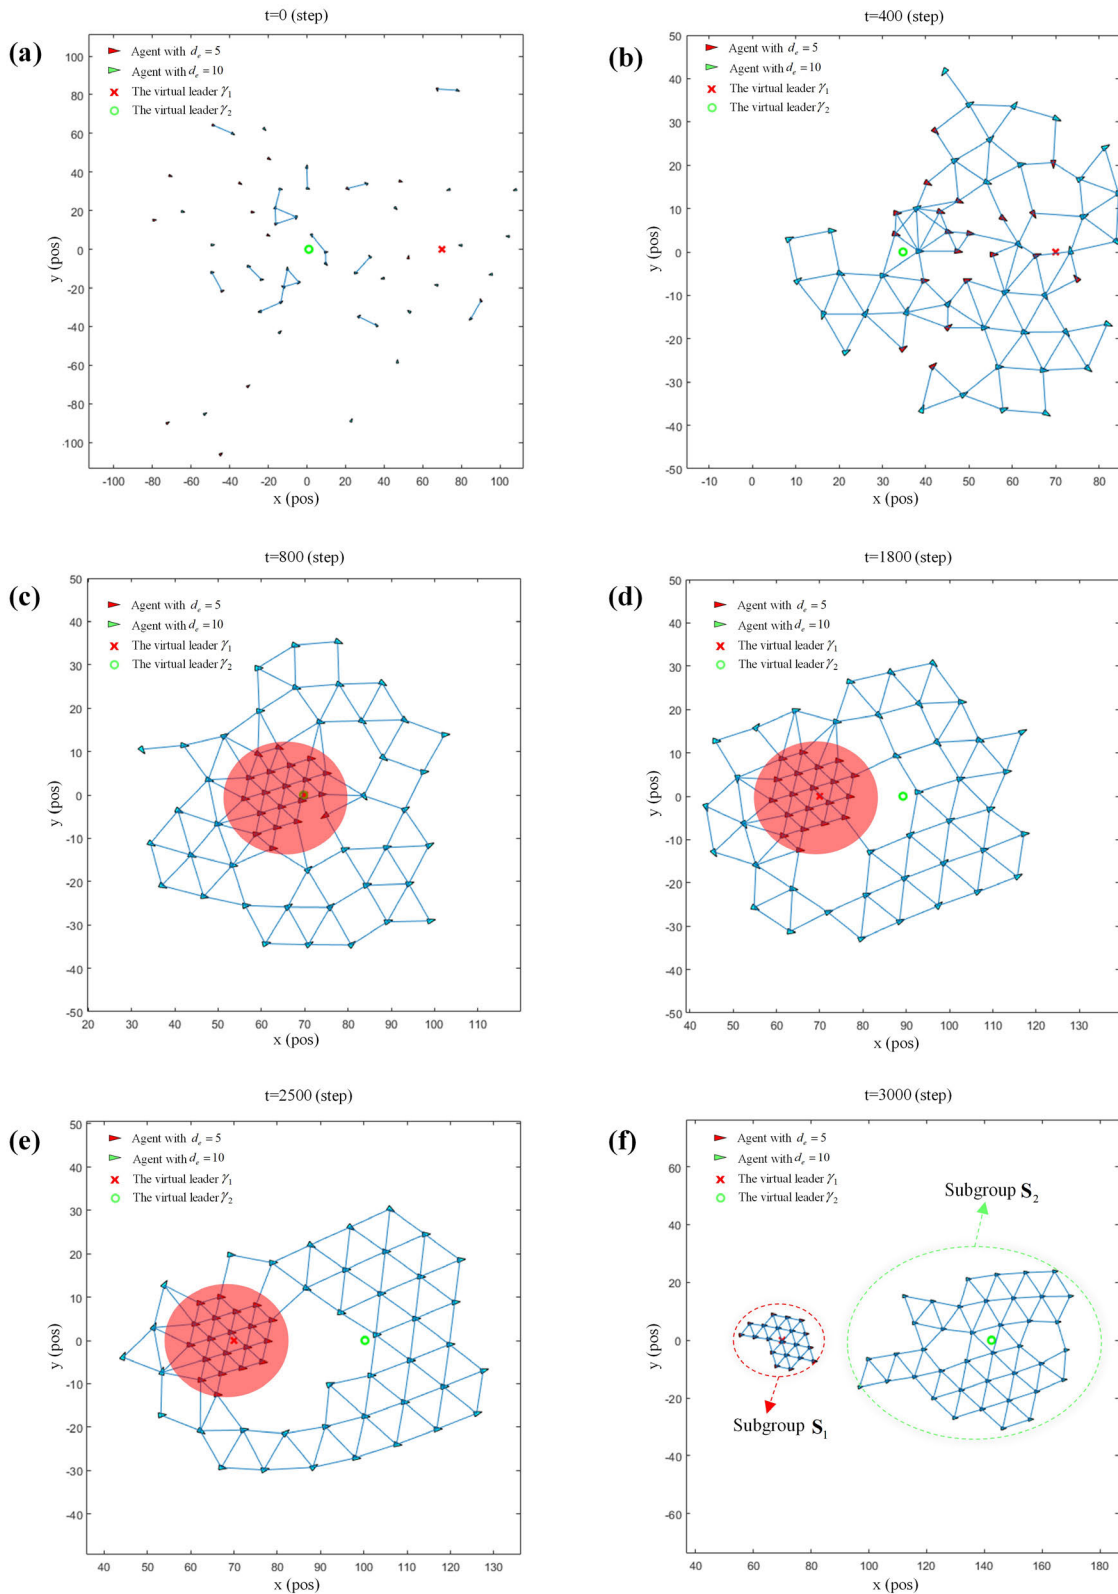 t=0 (step)
(a)
Agent with d_e = 5
Agent with d_e = 10
The virtual leader γ₁
The virtual leader γ₂
100
80
60
40
20
0
-20
-40
-60
-80
-100
y (pos)
-100 -80 -60 -40 -20 0 20 40 60 80 100
x (pos)
t=400 (step)
(b)
Agent with d_e = 5
Agent with d_e = 10
The virtual leader γ₁
The virtual leader γ₂
50
40
30
20
10
0
-10
-20
-30
-40
-50
y (pos)
-10 0 10 20 30 40 50 60 70 80
x (pos)
t=800 (step)
(c)
Agent with d_e = 5
Agent with d_e = 10
The virtual leader γ₁
The virtual leader γ₂
50
40
30
20
10
0
-10
-20
-30
-40
-50
y (pos)
20 30 40 50 60 70 80 90 100 110
x (pos)
t=1800 (step)
(d)
Agent with d_e = 5
Agent with d_e = 10
The virtual leader γ₁
The virtual leader γ₂
50
40
30
20
10
0
-10
-20
-30
-40
-50
y (pos)
40 50 60 70 80 90 100 110 120 130
x (pos)
t=2500 (step)
(e)
Agent with d_e = 5
Agent with d_e = 10
The virtual leader γ₁
The virtual leader γ₂
50
40
30
20
10
0
-10
-20
-30
-40
y (pos)
40 50 60 70 80 90 100 110 120 130
x (pos)
t=3000 (step)
(f)
Agent with d_e = 5
Agent with d_e = 10
The virtual leader γ₁
The virtual leader γ₂
Subgroup S₂
Subgroup S₁
60
40
20
0
-20
-40
-60
y (pos)
40 60 80 100 120 140 160 180
x (pos)